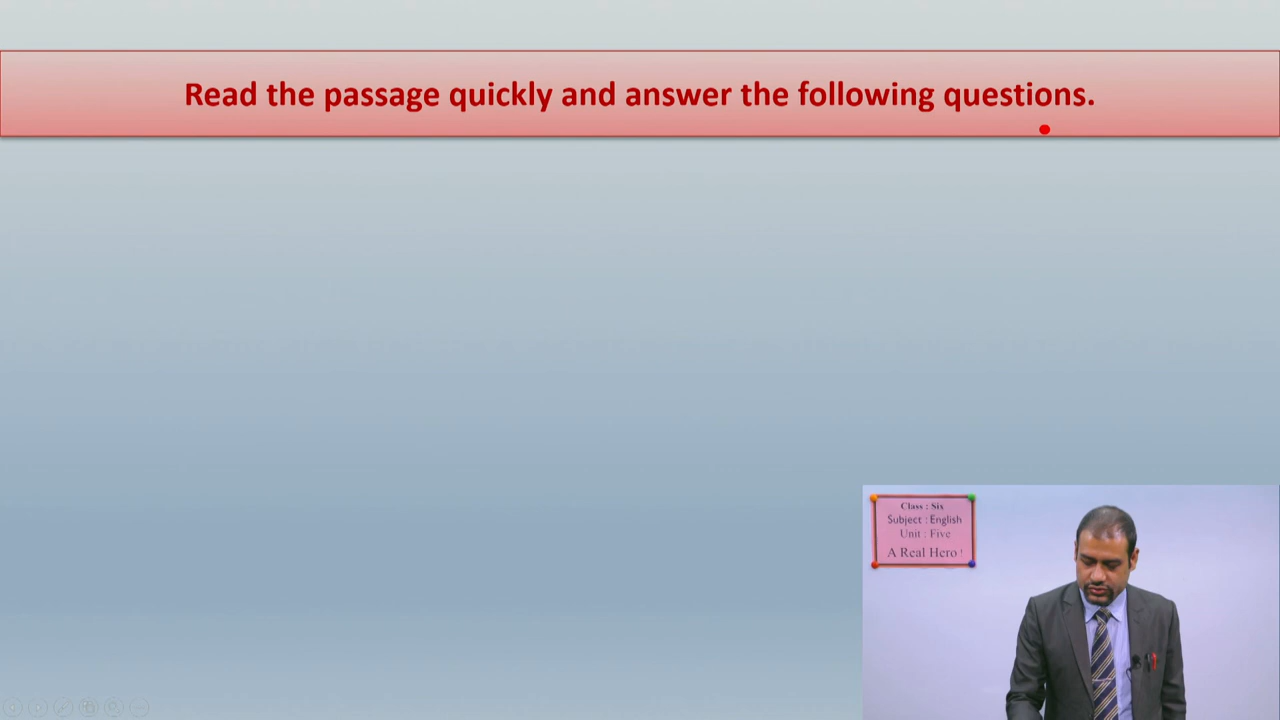 Read the passage quickly and answer the following questions.
Class : Six
Subject : English
Unit : Five
A Real Hero !